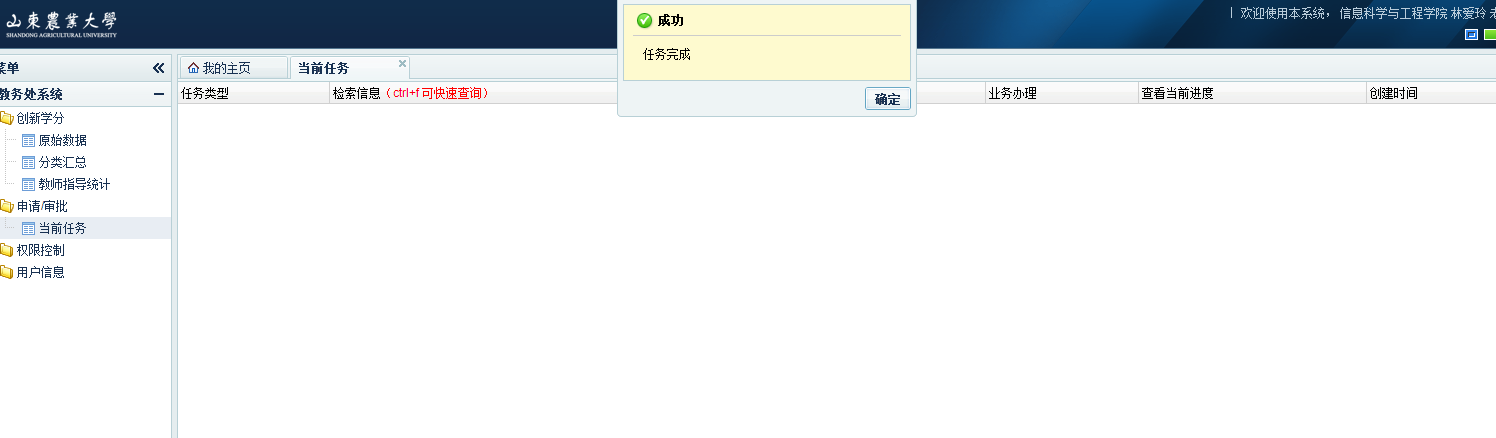 山東農業大學
SHANDONG AGRICULTURAL UNIVERSITY
欢迎使用本系统， 信息科学与工程学院 林爱玲
成功
任务完成
确定
菜单
教务处系统
创新学分
原始数据
分类汇总
教师指导统计
申请/审批
当前任务
权限控制
用户信息
我的主页
当前任务
任务类型 检索信息（ctrl+f 可快速查询） 业务办理 查看当前进度 创建时间